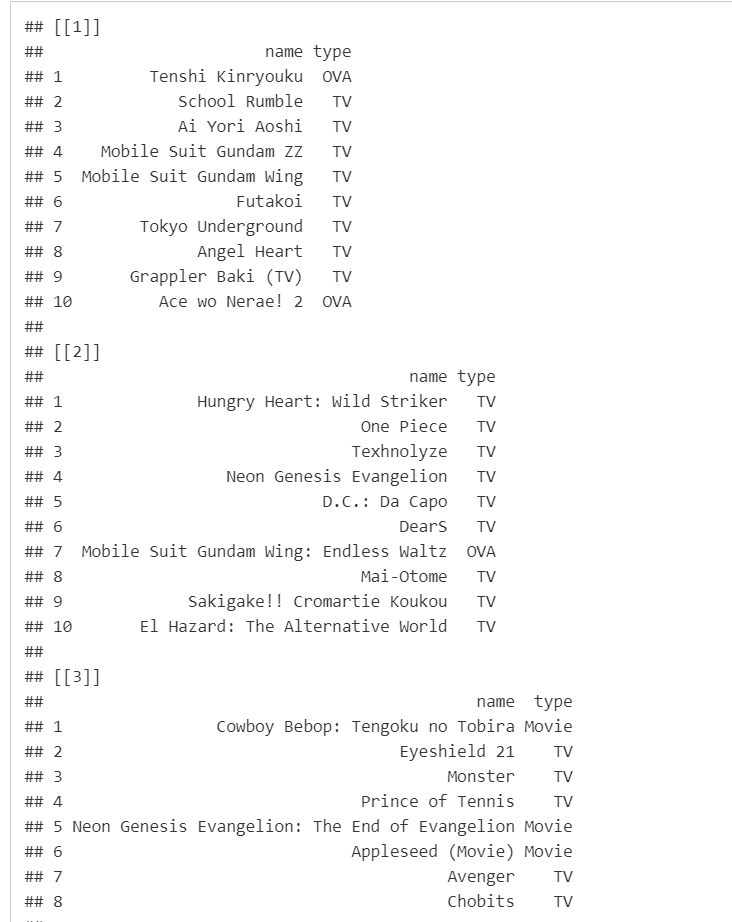 ## [[1]]
##                       name type
## 1         Tenshi Kinryouku  OVA
## 2            School Rumble   TV
## 3            Ai Yori Aoshi   TV
## 4    Mobile Suit Gundam ZZ   TV
## 5  Mobile Suit Gundam Wing   TV
## 6                  Futakoi   TV
## 7        Tokyo Underground   TV
## 8              Angel Heart   TV
## 9       Grappler Baki (TV)   TV
## 10         Ace wo Nerae! 2  OVA
##
## [[2]]
##                                      name type
## 1              Hungry Heart: Wild Striker   TV
## 2                               One Piece   TV
## 3                              Texhnolyze   TV
## 4                 Neon Genesis Evangelion   TV
## 5                           D.C.: Da Capo   TV
## 6                                   DearS   TV
## 7  Mobile Suit Gundam Wing: Endless Waltz  OVA
## 8                               Mai-Otome   TV
## 9             Sakigake!! Cromartie Koukou   TV
## 10       El Hazard: The Alternative World   TV
##
## [[3]]
##                                             name  type
## 1                Cowboy Bebop: Tengoku no Tobira Movie
## 2                                   Eyeshield 21    TV
## 3                                        Monster    TV
## 4                               Prince of Tennis    TV
## 5 Neon Genesis Evangelion: The End of Evangelion Movie
## 6                              Appleseed (Movie) Movie
## 7                                        Avenger    TV
## 8                                        Chobits    TV